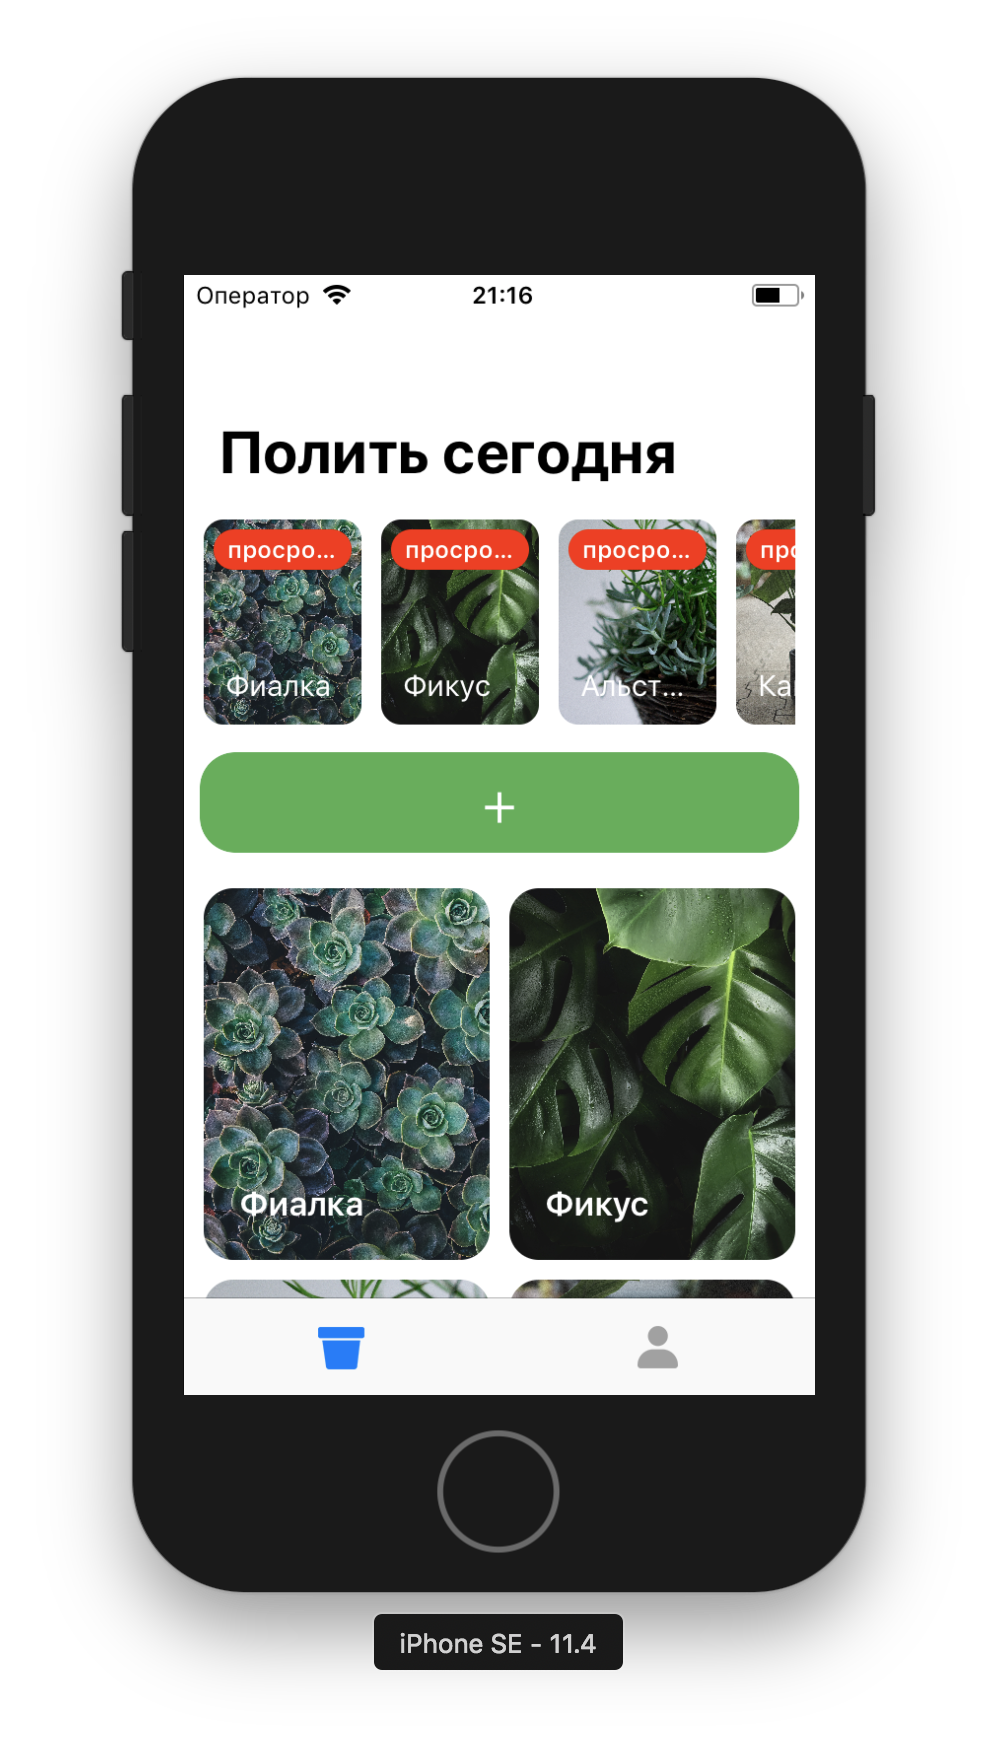 Оператор 21:16
Полить сегодня
просро... просро... просро... про
Фиалка Фикус Альст... Ка
+
Фиалка Фикус
iPhone SE - 11.4